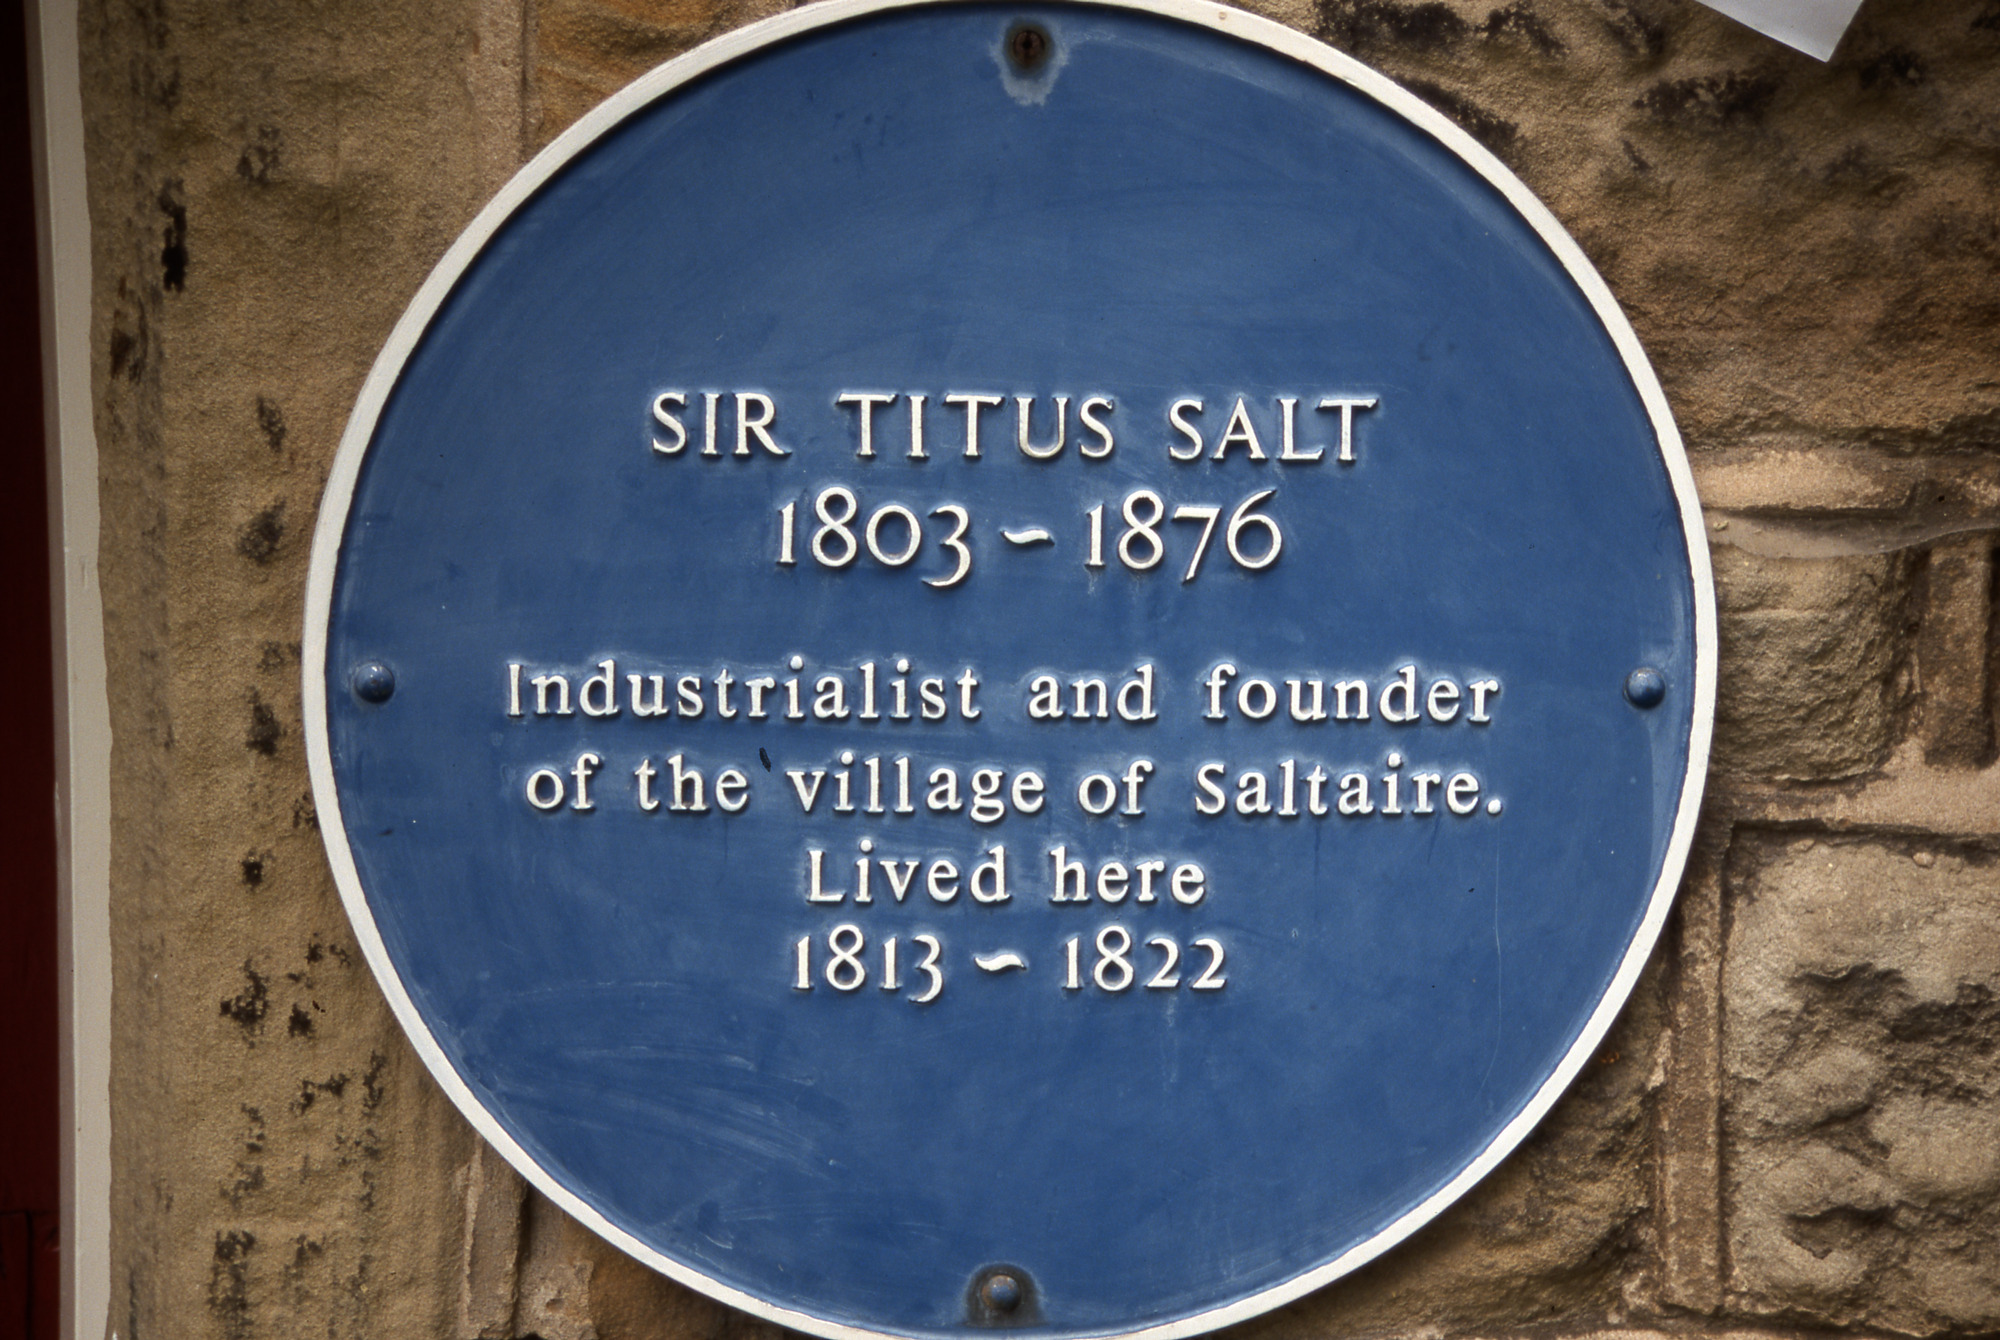 SIR TITUS SALT
1803 ~ 1876
Industrialist and founder
of the village of Saltaire.
Lived here
1813 ~ 1822